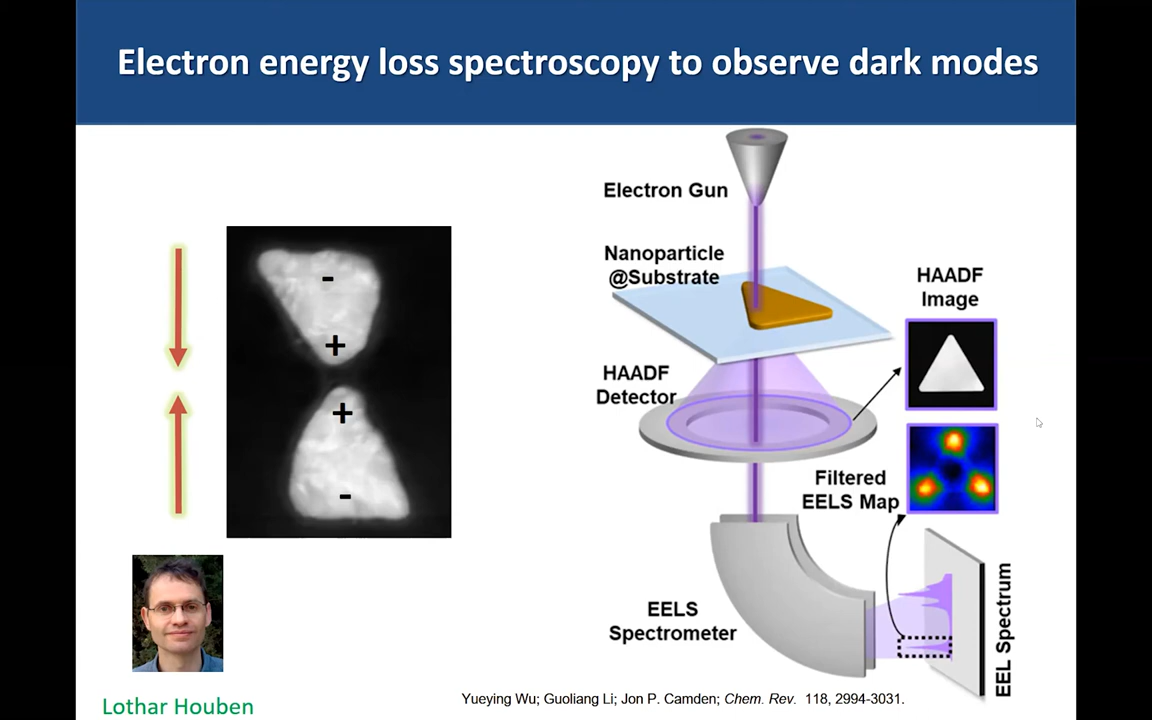 Electron energy loss spectroscopy to observe dark modes
-
+
+
-
Lothar Houben
Electron Gun
Nanoparticle
@Substrate
HAADF
Image
HAADF
Detector
Filtered
EELS Map
EELS
Spectrometer
EEL Spectrum
Yueying Wu; Guoliang Li; Jon P. Camden; Chem. Rev. 118, 2994-3031.